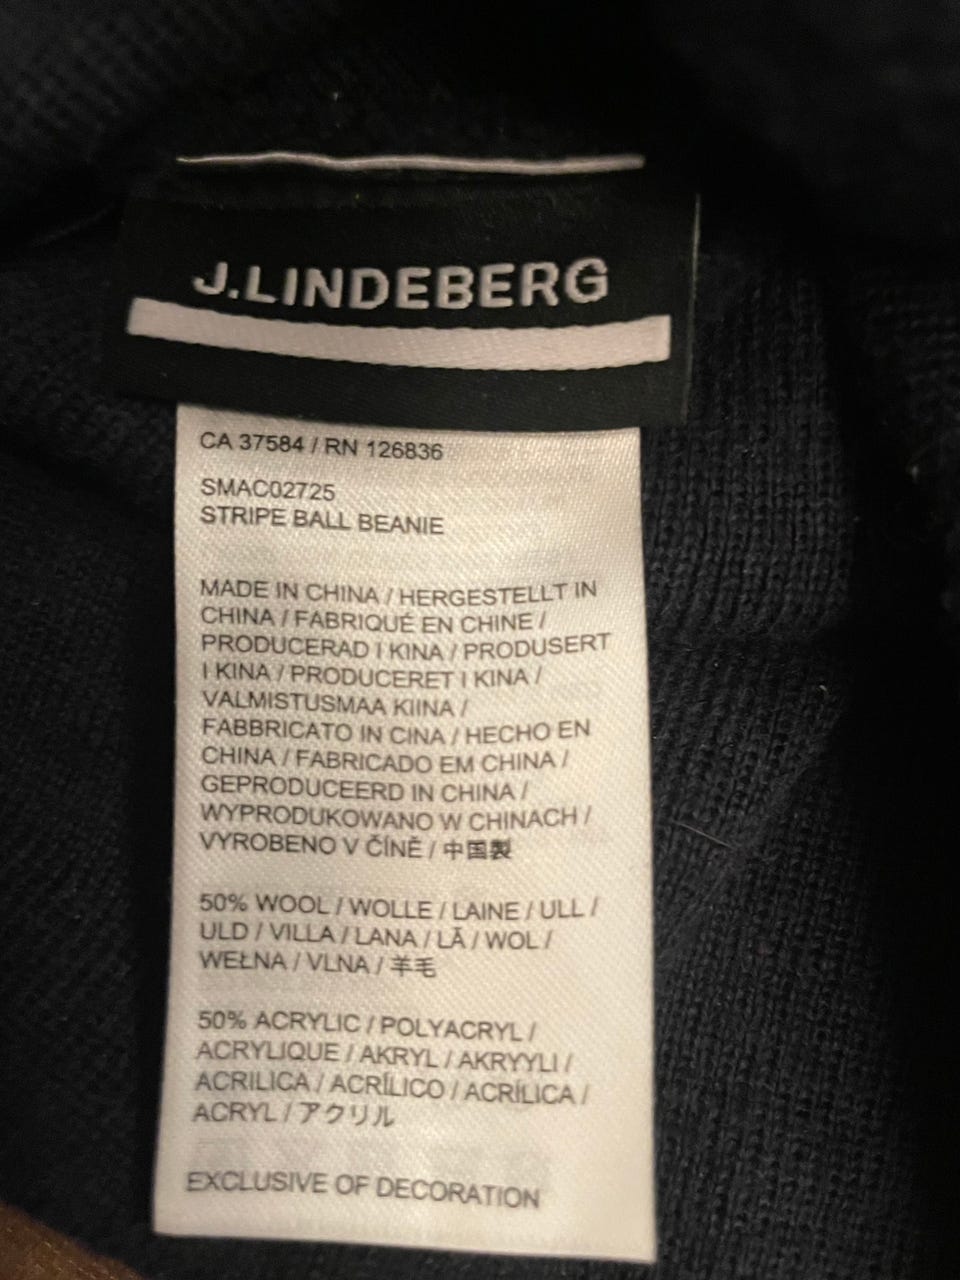 J.LINDEBERG
CA 37584 / RN 126836
SMAC02725
STRIPE BALL BEANIE
MADE IN CHINA / HERGESTELLT IN
CHINA / FABRIQUÉ EN CHINE /
PRODUCERAD I KINA / PRODUSERT
I KINA / PRODUCERET I KINA /
VALMISTUSMAA KIINA /
FABBRICATO IN CINA / HECHO EN
CHINA / FABRICADO EM CHINA /
GEPRODUCEERD IN CHINA /
WYPRODUKOWANO W CHINACH /
VYROBENO V ČÍNĚ / 中国製
50% WOOL / WOLLE / LAINE / ULL /
ULD / VILLA / LANA / LÃ / WOL /
WEŁNA / VLNA / 羊毛
50% ACRYLIC / POLYACRYL /
ACRYLIQUE / AKRYL / AKRYYLI /
ACRILICA / ACRÍLICO / ACRÍLICA /
ACRYL / アクリル
EXCLUSIVE OF DECORATION